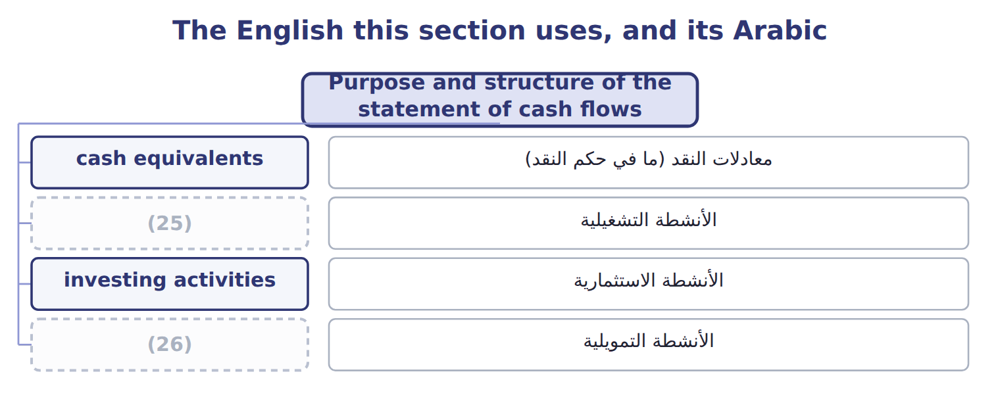 The English this section uses, and its Arabic
Purpose and structure of the
statement of cash flows
cash equivalents
معادلات النقد (ما في حكم النقد)
(25)
الأنشطة التشغيلية
investing activities
الأنشطة الاستثمارية
(26)
الأنشطة التمويلية